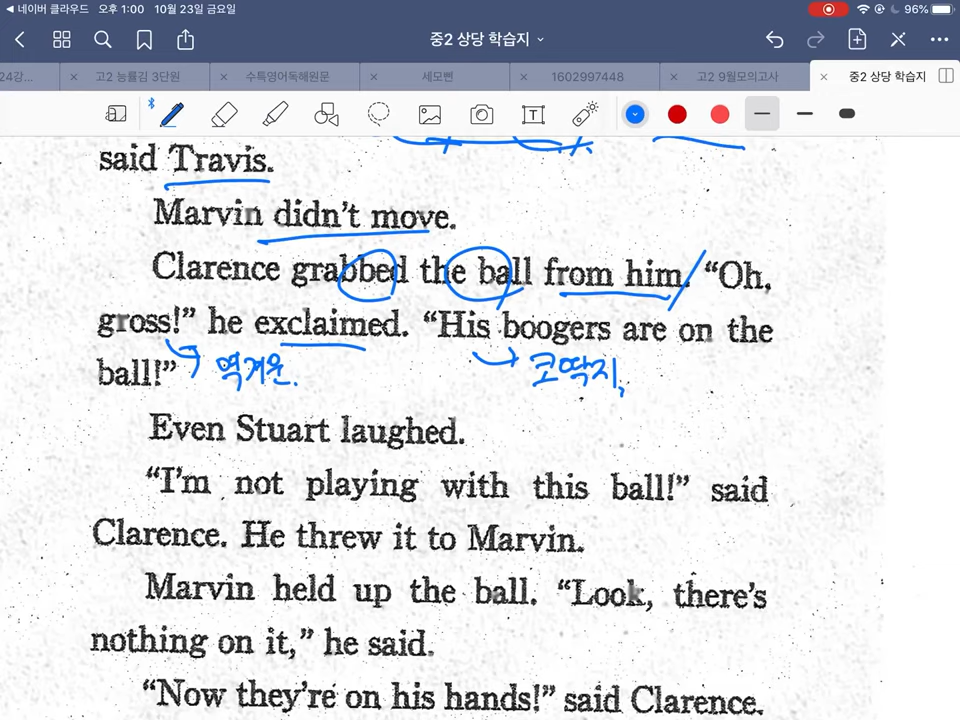 네이버 클라우드 오후 1:00 10월 23일 금요일 96%
중2 상당 학습지
24강... 고2 능률김 3단원 수특영어독해원문 세모삔 1602997448 고2 9월모의고사 중2 상당 학습지
said Travis.
Marvin didn't move.
Clarence grabbed the ball from him. “Oh,
gross!” he exclaimed. “His boogers are on the
ball!” 역겨운. 코딱지,
Even Stuart laughed.
“I'm not playing with this ball!” said
Clarence. He threw it to Marvin.
Marvin held up the ball. “Look, there's
nothing on it,” he said.
“Now they're on his hands!” said Clarence.